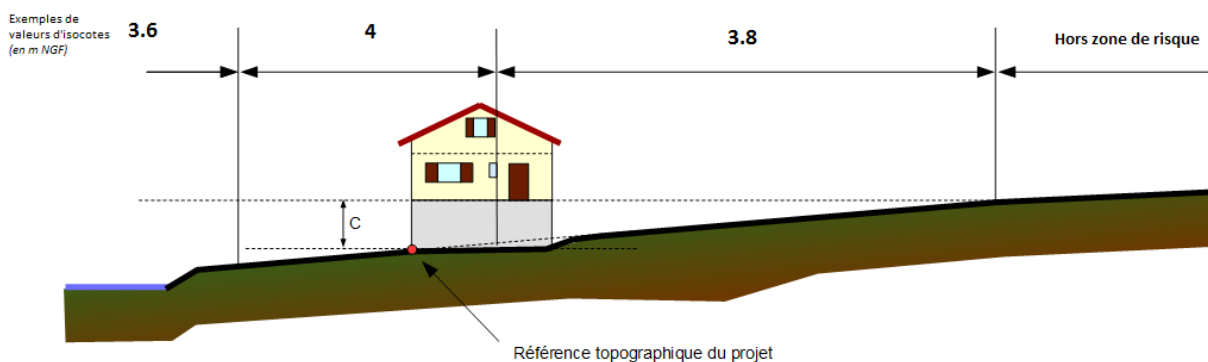 Exemples de
valeurs d'isocotes
(en m NGF)
3.6
4
3.8
Hors zone de risque
C
Référence topographique du projet